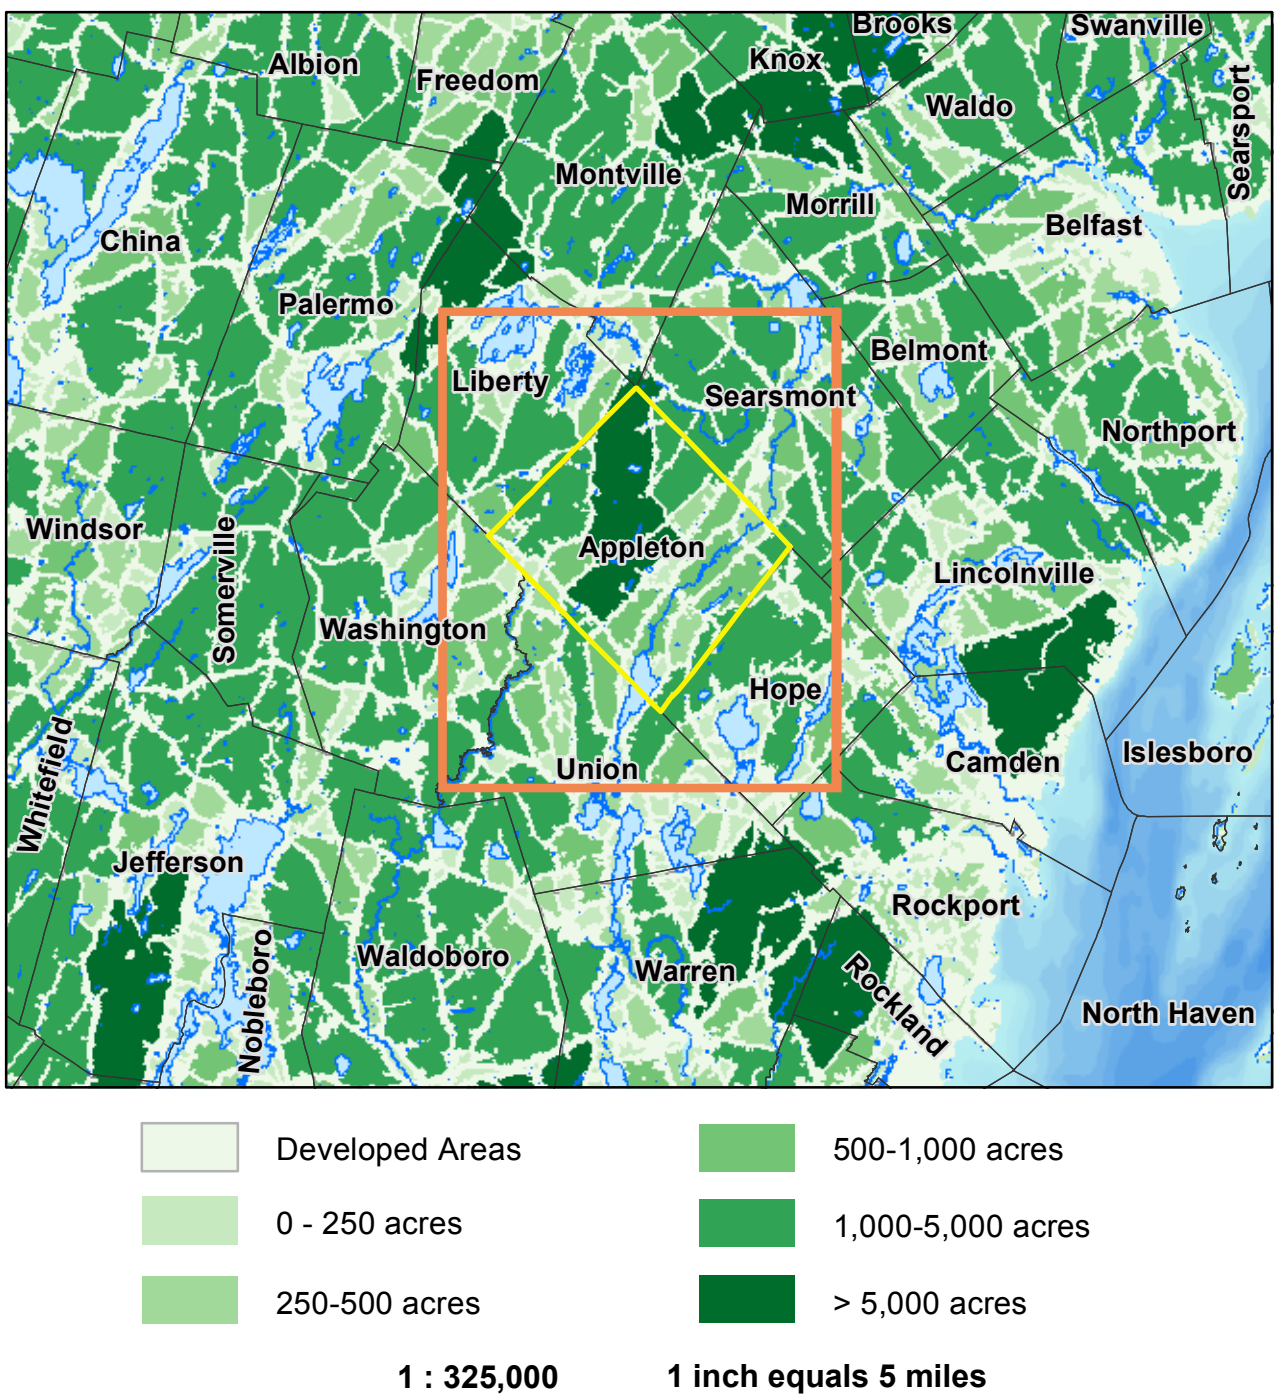 Brooks
Swanville
Albion
Knox
Freedom
Waldo
Searsport
Montville
Morrill
Belfast
China
Palermo
Belmont
Liberty
Searsmont
Northport
Windsor
Appleton
Somerville
Lincolnville
Washington
Hope
Whitefield
Islesboro
Camden
Union
Jefferson
Rockport
Waldoboro
Warren
Nobleboro
Rockland
North Haven
Developed Areas
500-1,000 acres
0 - 250 acres
1,000-5,000 acres
250-500 acres
> 5,000 acres
1 : 325,000
1 inch equals 5 miles